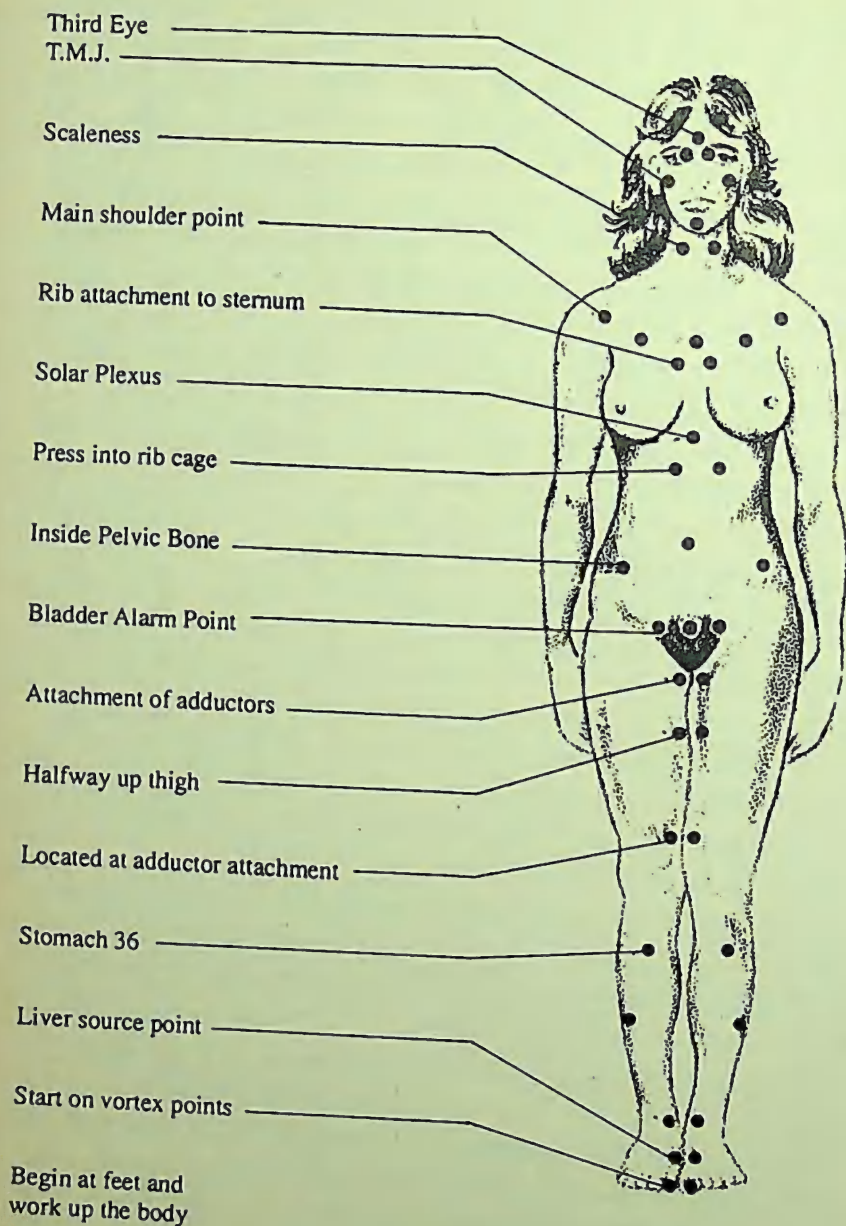 Third Eye
T.M.J.
Scaleness
Main shoulder point
Rib attachment to sternum
Solar Plexus
Press into rib cage
Inside Pelvic Bone
Bladder Alarm Point
Attachment of adductors
Halfway up thigh
Located at adductor attachment
Stomach 36
Liver source point
Start on vortex points
Begin at feet and
work up the body